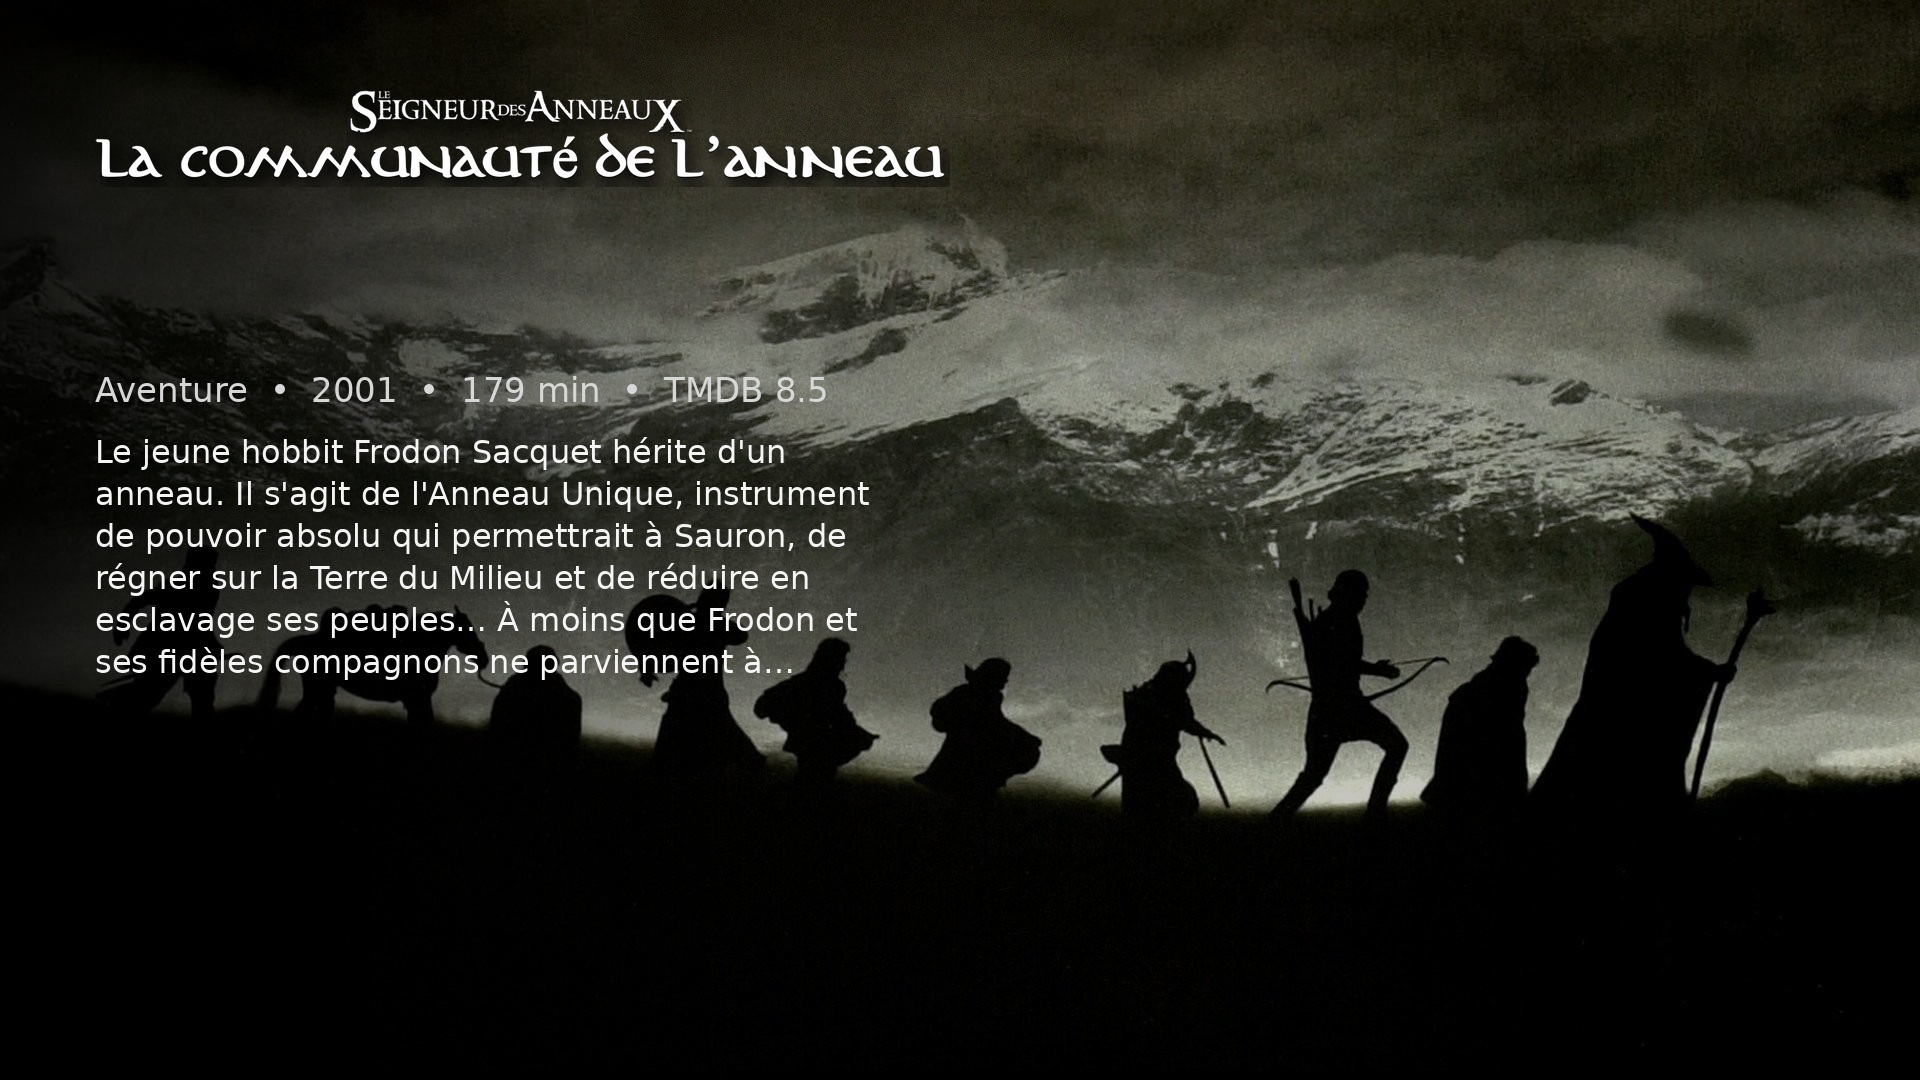 LE SEIGNEUR DES ANNEAUX
La communauté de L'anneau
Aventure • 2001 • 179 min • TMDB 8.5
Le jeune hobbit Frodon Sacquet hérite d'un
anneau. Il s'agit de l'Anneau Unique, instrument
de pouvoir absolu qui permettrait à Sauron, de
régner sur la Terre du Milieu et de réduire en
esclavage ses peuples... À moins que Frodon et
ses fidèles compagnons ne parviennent à...